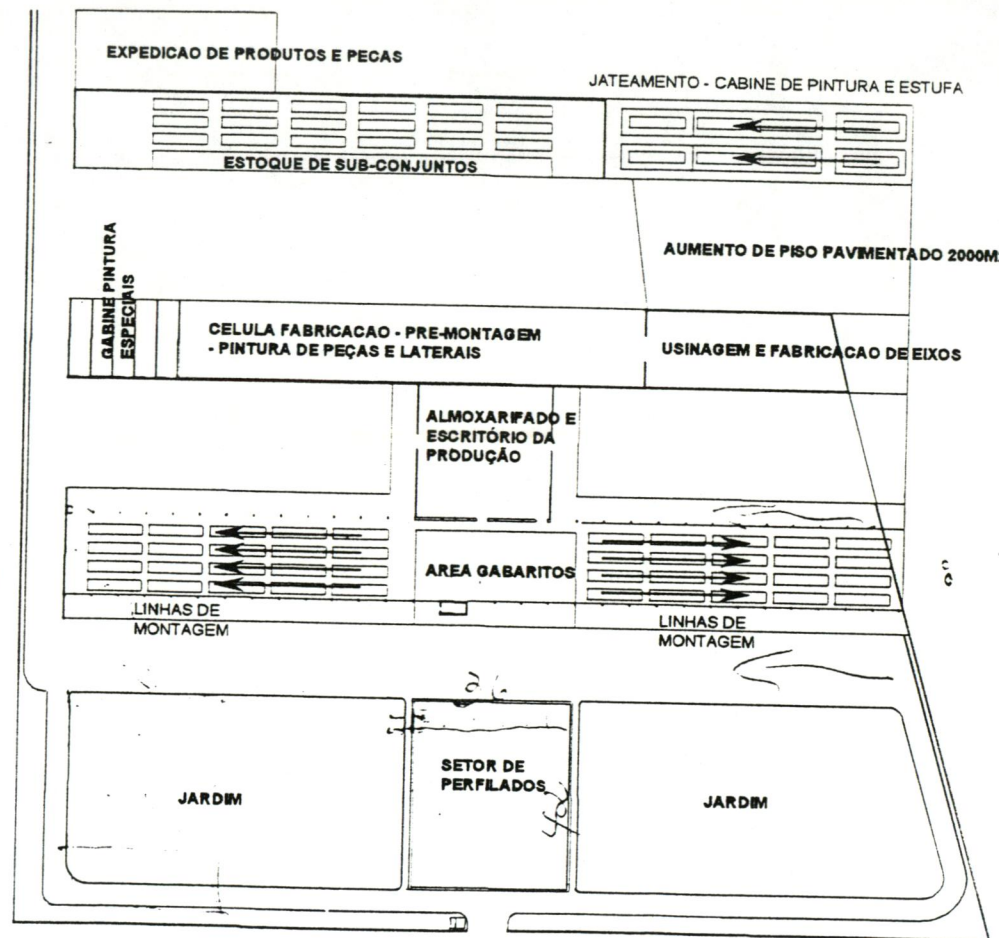 EXPEDICAO DE PRODUTOS E PECAS
JATEAMENTO - CABINE DE PINTURA E ESTUFA
ESTOQUE DE SUB-CONJUNTOS
AUMENTO DE PISO PAVIMENTADO 2000M
GABINE PINTURA
ESPECIAIS
CELULA FABRICACAO - PRE-MONTAGEM
- PINTURA DE PEÇAS E LATERAIS
USINAGEM E FABRICACAO DE EIXOS
ALMOXARIFADO E
ESCRITÓRIO DA
PRODUÇÃO
AREA GABARITOS
LINHAS DE
MONTAGEM
LINHAS DE
MONTAGEM
SETOR DE
PERFILADOS
JARDIM
JARDIM